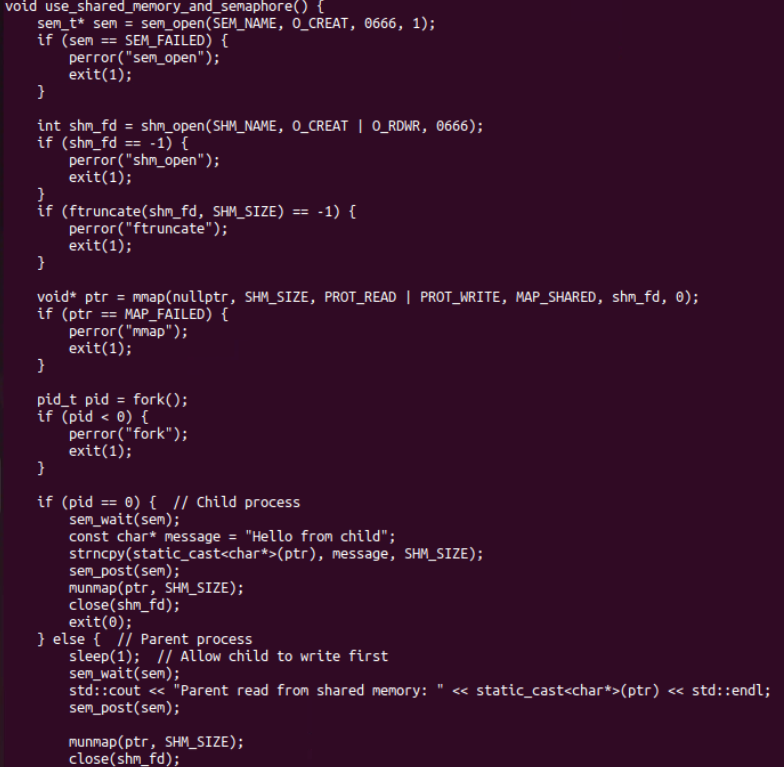 void use_shared_memory_and_semaphore() {
    sem_t* sem = sem_open(SEM_NAME, O_CREAT, 0666, 1);
    if (sem == SEM_FAILED) {
        perror("sem_open");
        exit(1);
    }

    int shm_fd = shm_open(SHM_NAME, O_CREAT | O_RDWR, 0666);
    if (shm_fd == -1) {
        perror("shm_open");
        exit(1);
    }
    if (ftruncate(shm_fd, SHM_SIZE) == -1) {
        perror("ftruncate");
        exit(1);
    }

    void* ptr = mmap(nullptr, SHM_SIZE, PROT_READ | PROT_WRITE, MAP_SHARED, shm_fd, 0);
    if (ptr == MAP_FAILED) {
        perror("mmap");
        exit(1);
    }

    pid_t pid = fork();
    if (pid < 0) {
        perror("fork");
        exit(1);
    }

    if (pid == 0) {  // Child process
        sem_wait(sem);
        const char* message = "Hello from child";
        strncpy(static_cast<char*>(ptr), message, SHM_SIZE);
        sem_post(sem);
        munmap(ptr, SHM_SIZE);
        close(shm_fd);
        exit(0);
    } else {  // Parent process
        sleep(1);  // Allow child to write first
        sem_wait(sem);
        std::cout << "Parent read from shared memory: " << static_cast<char*>(ptr) << std::endl;
        sem_post(sem);

        munmap(ptr, SHM_SIZE);
        close(shm_fd);